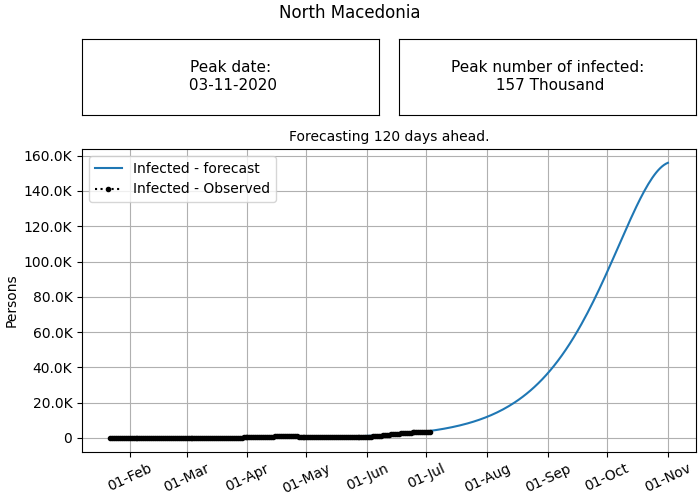 North Macedonia
Peak date:
03-11-2020
Peak number of infected:
157 Thousand
Forecasting 120 days ahead.
Infected - forecast
Infected - Observed
160.0K
140.0K
120.0K
100.0K
80.0K
60.0K
40.0K
20.0K
0
Persons
01-Feb
01-Mar
01-Apr
01-May
01-Jun
01-Jul
01-Aug
01-Sep
01-Oct
01-Nov